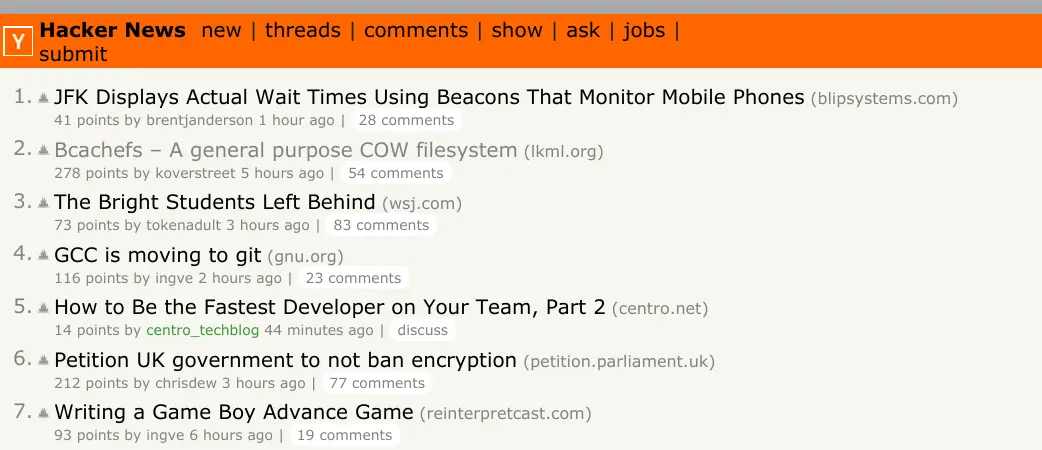 Y Hacker News new | threads | comments | show | ask | jobs |
submit
1. JFK Displays Actual Wait Times Using Beacons That Monitor Mobile Phones (blipsystems.com)
41 points by brentjanderson 1 hour ago | 28 comments
2. Bcachefs – A general purpose COW filesystem (lkml.org)
278 points by koverstreet 5 hours ago | 54 comments
3. The Bright Students Left Behind (wsj.com)
73 points by tokenadult 3 hours ago | 83 comments
4. GCC is moving to git (gnu.org)
116 points by ingve 2 hours ago | 23 comments
5. How to Be the Fastest Developer on Your Team, Part 2 (centro.net)
14 points by centro_techblog 44 minutes ago | discuss
6. Petition UK government to not ban encryption (petition.parliament.uk)
212 points by chrisdew 3 hours ago | 77 comments
7. Writing a Game Boy Advance Game (reinterpretcast.com)
93 points by ingve 6 hours ago | 19 comments